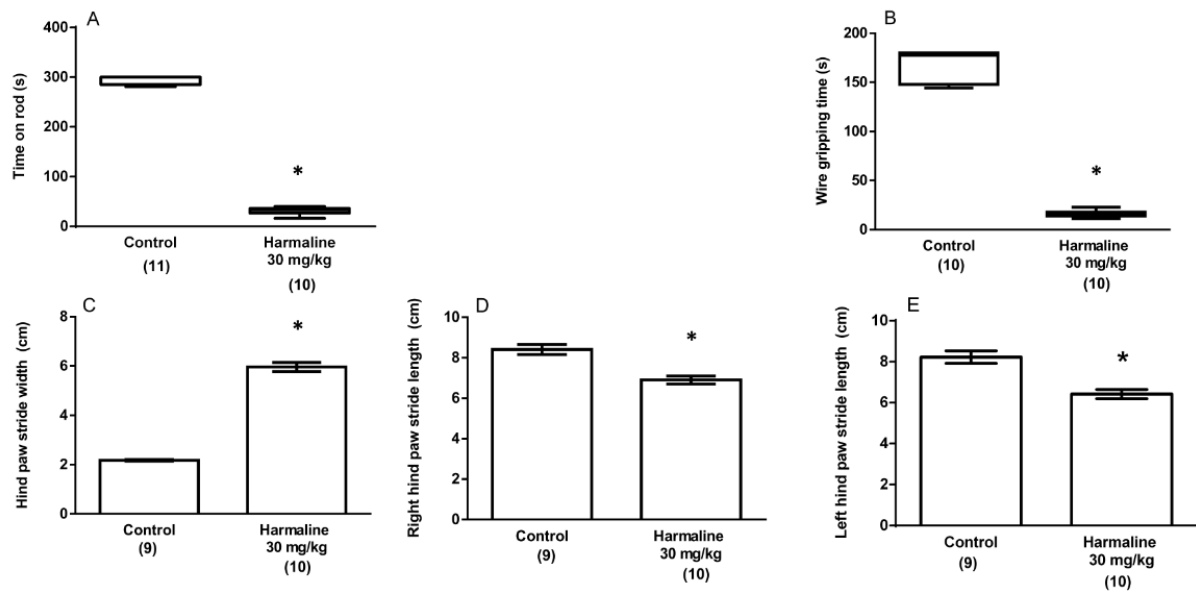 A
Time on rod (s)
400
300
200
100
0
*
Control
(11)
Harmaline
30 mg/kg
(10)
B
Wire gripping time (s)
200
150
100
50
0
*
Control
(10)
Harmaline
30 mg/kg
(10)
C
Hind paw stride width (cm)
8
6
4
2
0
*
Control
(9)
Harmaline
30 mg/kg
(10)
D
Right hind paw stride length (cm)
10
8
6
4
2
0
*
Control
(9)
Harmaline
30 mg/kg
(10)
E
Left hind paw stride length (cm)
10
8
6
4
2
0
*
Control
(9)
Harmaline
30 mg/kg
(10)